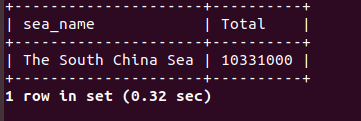 +---------------------+----------+
| sea_name            | Total    |
+---------------------+----------+
| The South China Sea | 10331000 |
+---------------------+----------+
1 row in set (0.32 sec)